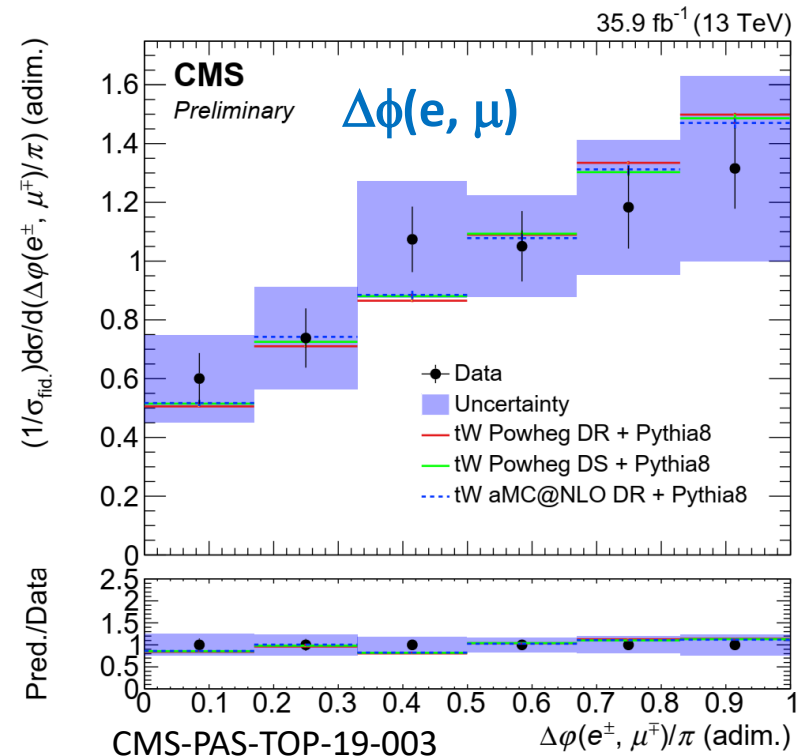 35.9 fb⁻¹ (13 TeV)
CMS
Preliminary
Δϕ(e, μ)
(1/σ_fid.)dσ/d(Δφ(e^±, μ^∓)/π) (adim.)
1.6
1.4
1.2
1
0.8
0.6
0.4
0.2
0
Data
Uncertainty
tW Powheg DR + Pythia8
tW Powheg DS + Pythia8
tW aMC@NLO DR + Pythia8
Pred./Data
2.5
2
1.5
1
0.5
0
0 0.1 0.2 0.3 0.4 0.5 0.6 0.7 0.8 0.9 1
CMS-PAS-TOP-19-003
Δφ(e^±, μ^∓)/π (adim.)